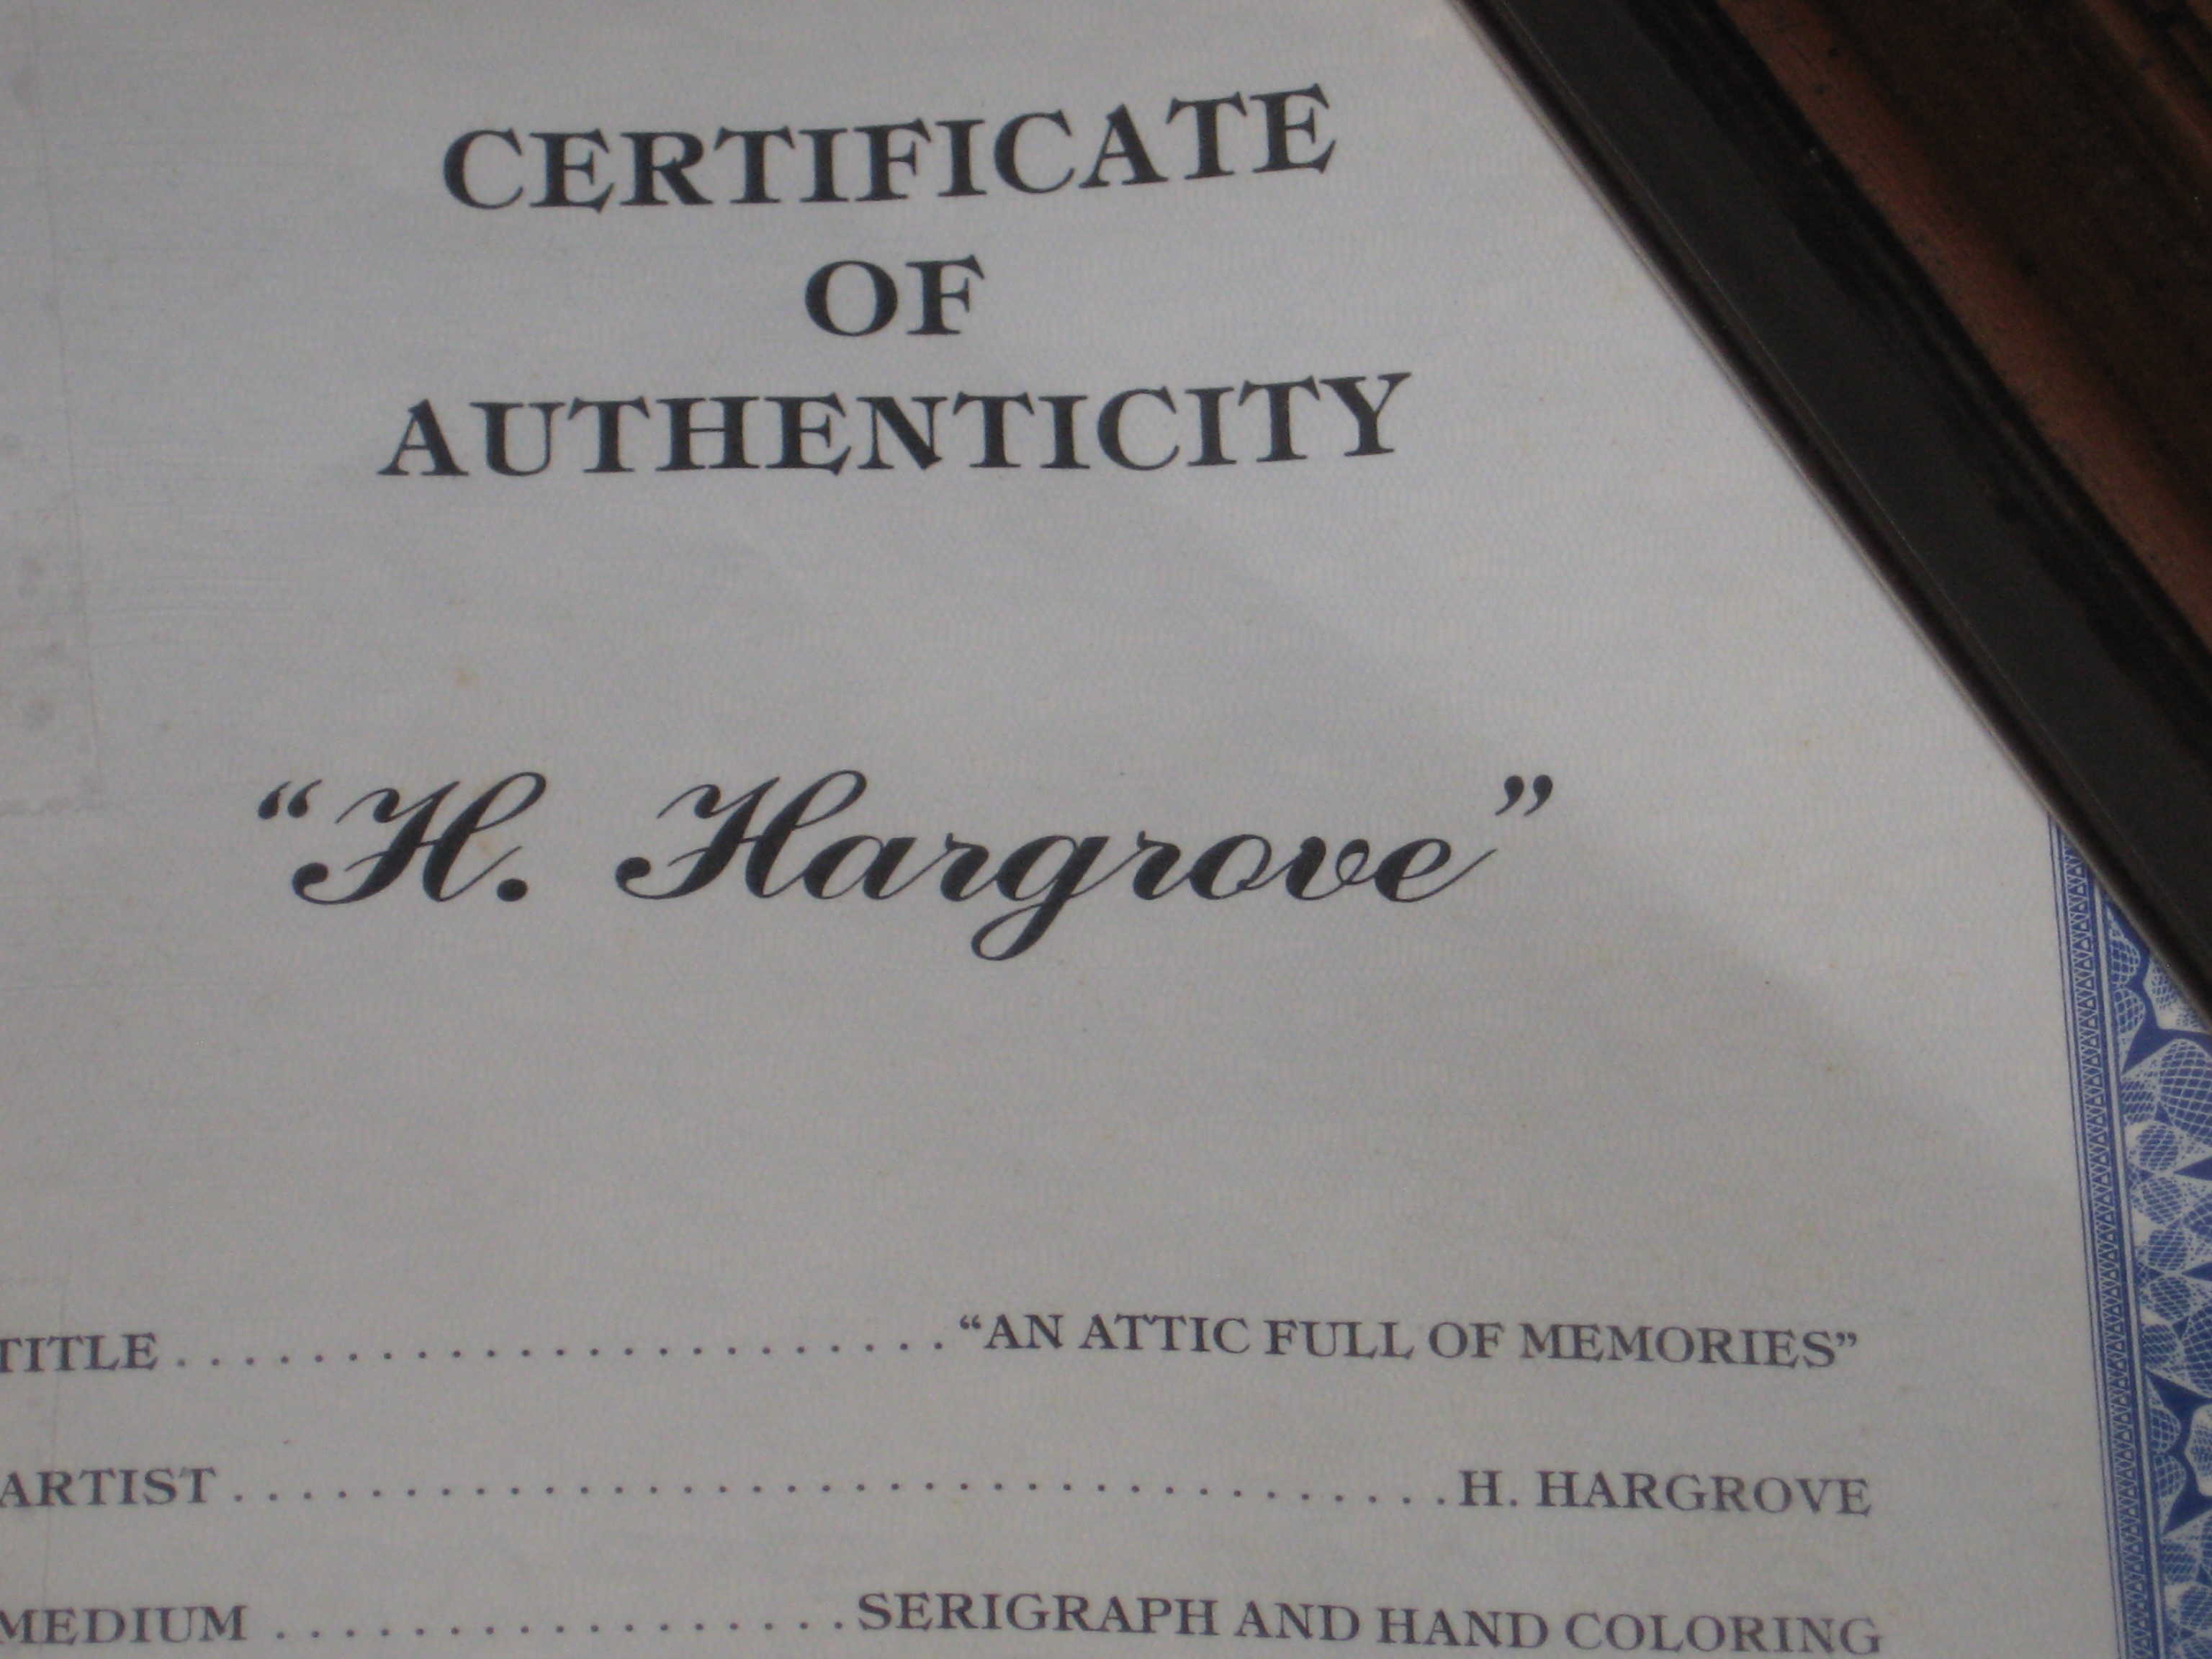 CERTIFICATE
OF
AUTHENTICITY
“H. Hargrove”
TITLE.........................“AN ATTIC FULL OF MEMORIES”
ARTIST....................................H. HARGROVE
MEDIUM ..................SERIGRAPH AND HAND COLORING